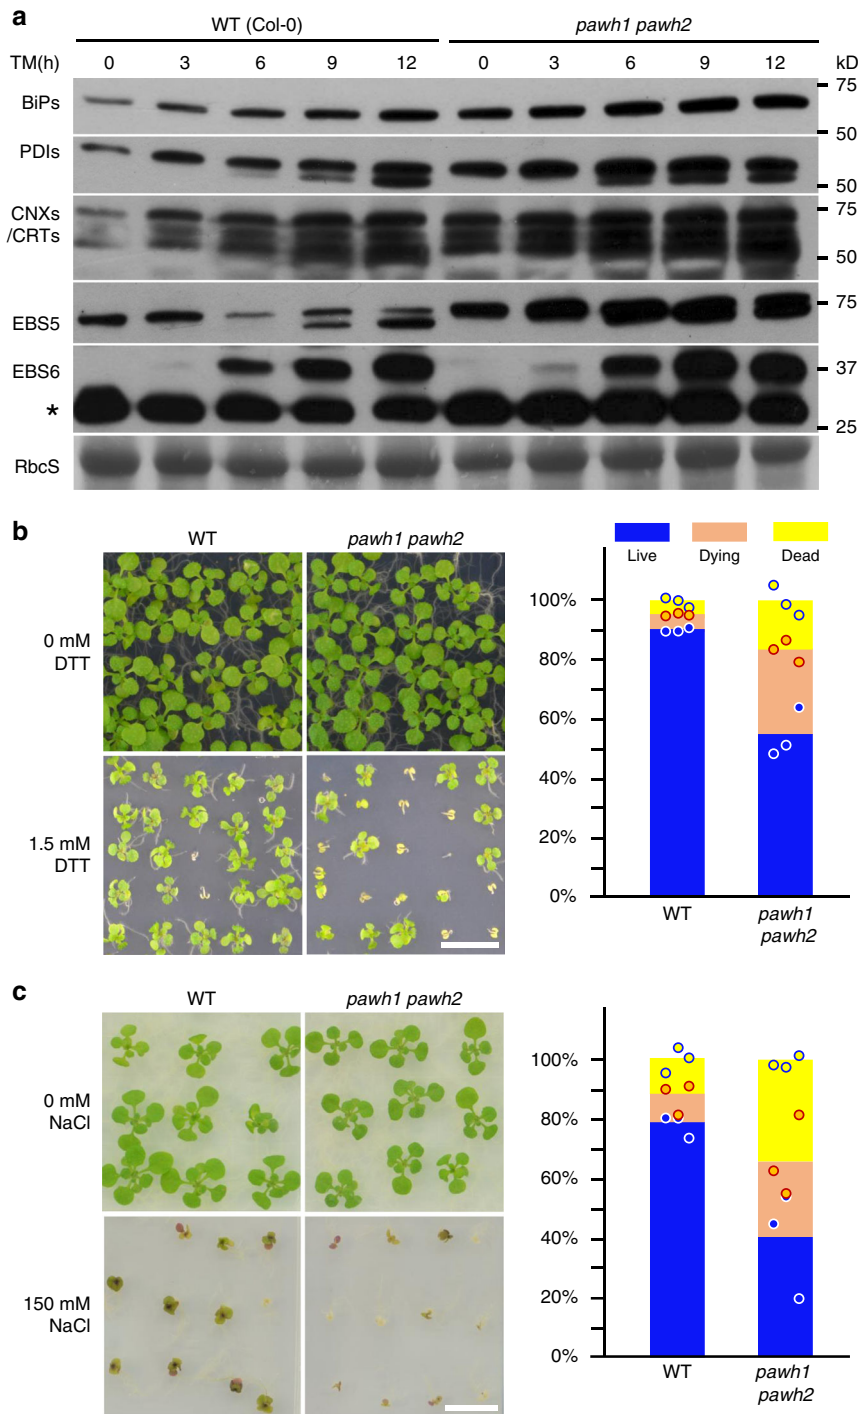 a
WT (Col-0) pawh1 pawh2
TM(h) 0 3 6 9 12 0 3 6 9 12 kD
BiPs 75
50
PDIs
50
CNXs
/CRTs
75
50
EBS5 75
EBS6 37
*
25
RbcS
b
WT pawh1 pawh2
0 mM
DTT
1.5 mM
DTT
Live Dying Dead
100%
80%
60%
40%
20%
0%
WT pawh1
pawh2
c
WT pawh1 pawh2
0 mM
NaCl
150 mM
NaCl
100%
80%
60%
40%
20%
0%
WT pawh1
pawh2